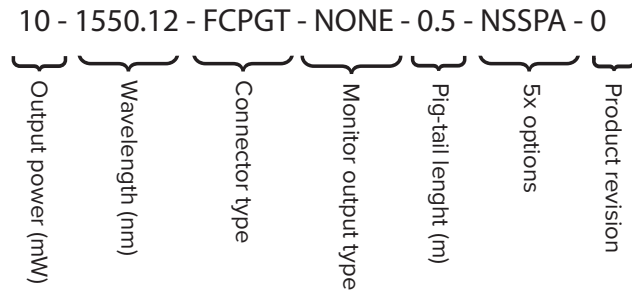 10 - 1550.12 - FCPGT - NONE - 0.5 - NSSPA - 0
Output power (mW)
Wavelength (nm)
Connector type
Monitor output type
Pig-tail lenght (m)
5x options
Product revision